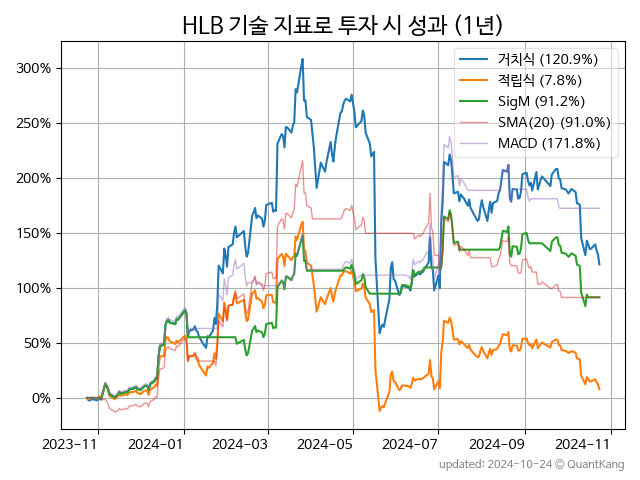 HLB 기술 지표로 투자 시 성과 (1년)
거치식 (120.9%)
적립식 (7.8%)
SigM (91.2%)
SMA(20) (91.0%)
MACD (171.8%)
300%
250%
200%
150%
100%
50%
0%
2023-11 2024-01 2024-03 2024-05 2024-07 2024-09 2024-11
updated: 2024-10-24 © QuantKang